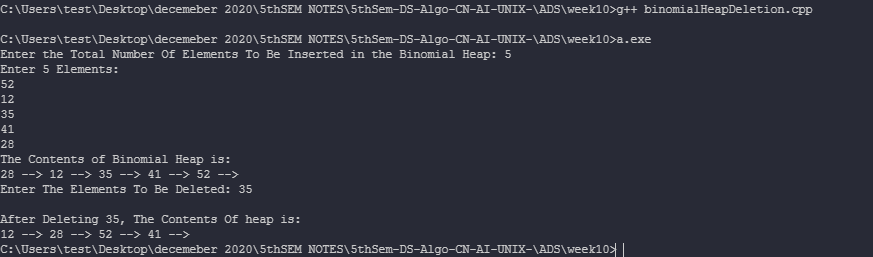 C:\Users\test\Desktop\decemeber 2020\5thSEM NOTES\5thSem-DS-Algo-CN-AI-UNIX-\ADS\week10>g++ binomialHeapDeletion.cpp
C:\Users\test\Desktop\decemeber 2020\5thSEM NOTES\5thSem-DS-Algo-CN-AI-UNIX-\ADS\week10>a.exe
Enter the Total Number Of Elements To Be Inserted in the Binomial Heap: 5
Enter 5 Elements:
52
12
35
41
28
The Contents of Binomial Heap is:
28 --> 12 --> 35 --> 41 --> 52 -->
Enter The Elements To Be Deleted: 35
After Deleting 35, The Contents Of heap is:
12 --> 28 --> 52 --> 41 -->
C:\Users\test\Desktop\decemeber 2020\5thSEM NOTES\5thSem-DS-Algo-CN-AI-UNIX-\ADS\week10>